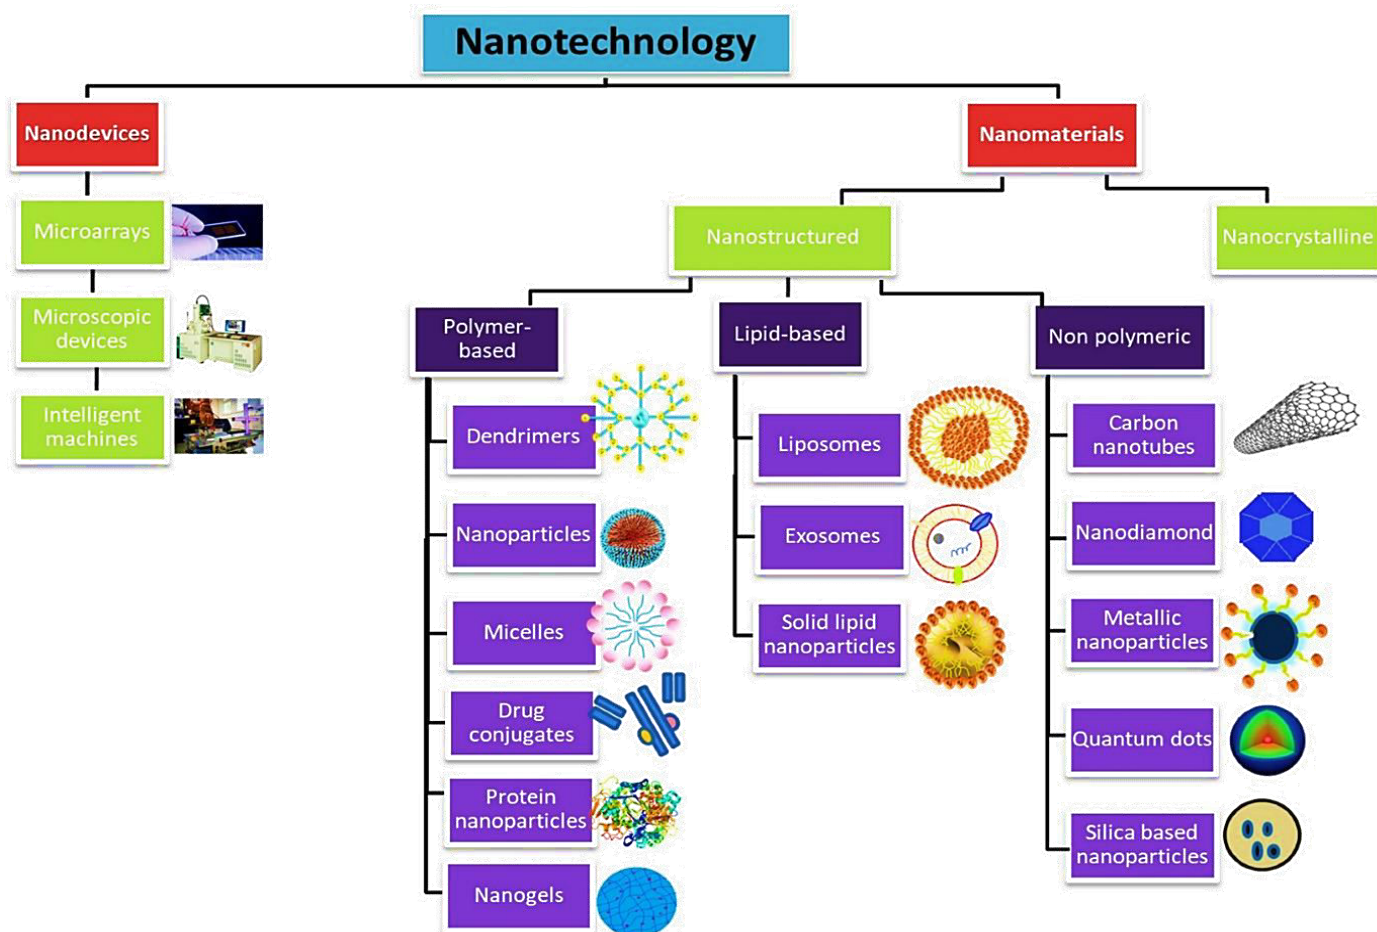 Nanotechnology
Nanodevices
Nanomaterials
Microarrays
Nanostructured
Nanocrystalline
Microscopic
devices
Intelligent
machines
Polymer-
based
Lipid-based
Non polymeric
Dendrimers
Nanoparticles
Micelles
Drug
conjugates
Protein
nanoparticles
Nanogels
Liposomes
Exosomes
Solid lipid
nanoparticles
Carbon
nanotubes
Nanodiamond
Metallic
nanoparticles
Quantum dots
Silica based
nanoparticles